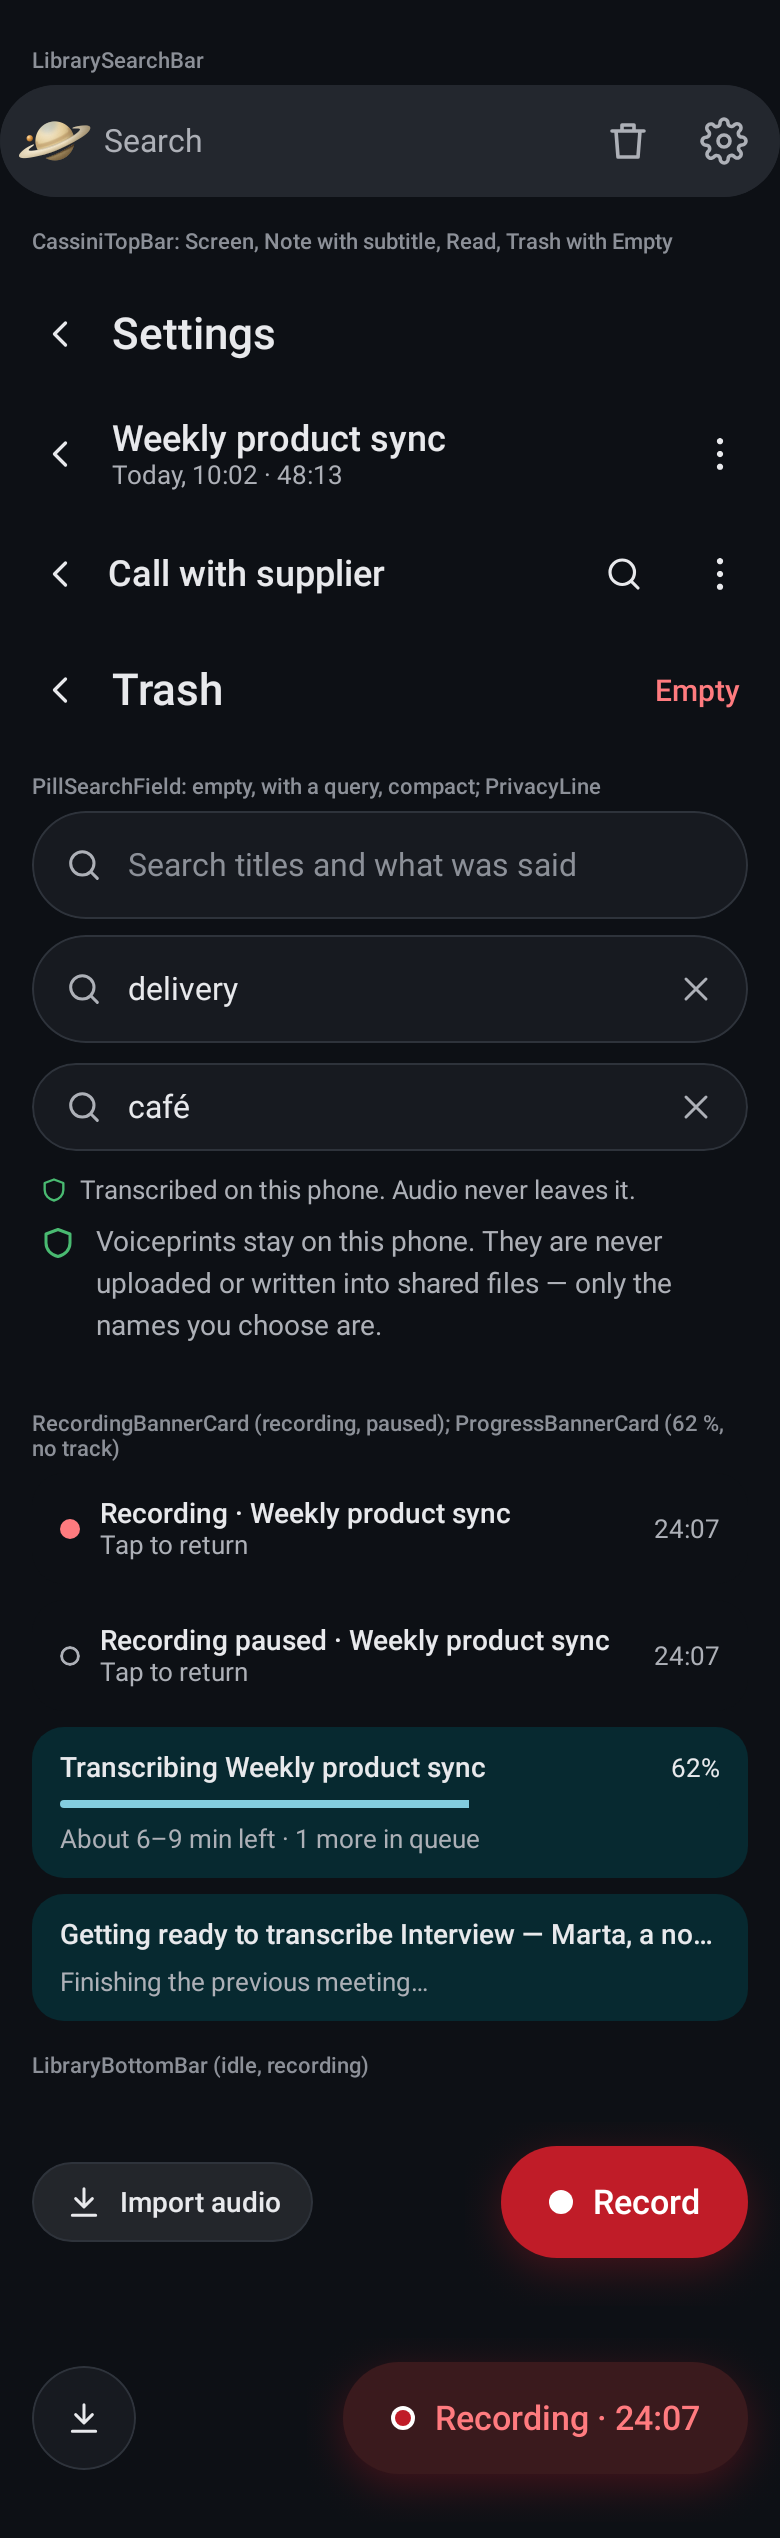 LibrarySearchBar
Search
CassiniTopBar: Screen, Note with subtitle, Read, Trash with Empty
Settings
Weekly product sync
Today, 10:02 · 48:13
Call with supplier
Trash
Empty
PillSearchField: empty, with a query, compact; PrivacyLine
Search titles and what was said
delivery
café
Transcribed on this phone. Audio never leaves it.
Voiceprints stay on this phone. They are never
uploaded or written into shared files — only the
names you choose are.
RecordingBannerCard (recording, paused); ProgressBannerCard (62 %,
no track)
Recording · Weekly product sync
Tap to return
24:07
Recording paused · Weekly product sync
Tap to return
24:07
Transcribing Weekly product sync
62%
About 6–9 min left · 1 more in queue
Getting ready to transcribe Interview — Marta, a no…
Finishing the previous meeting…
LibraryBottomBar (idle, recording)
Import audio
Record
Recording · 24:07